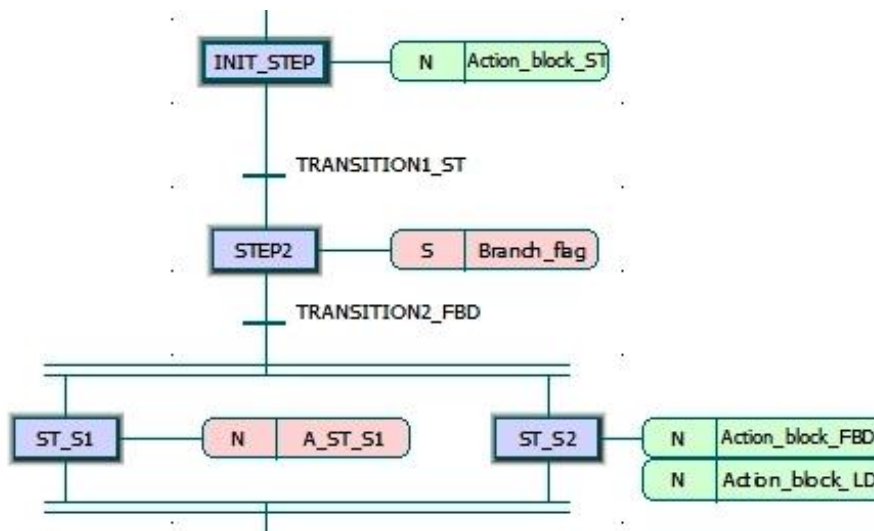 INIT_STEP N Action_block_ST
TRANSITION1_ST
STEP2 S Branch_flag
TRANSITION2_FBD
ST_S1 N A_ST_S1 ST_S2 N Action_block_FBD
N Action_block_LD